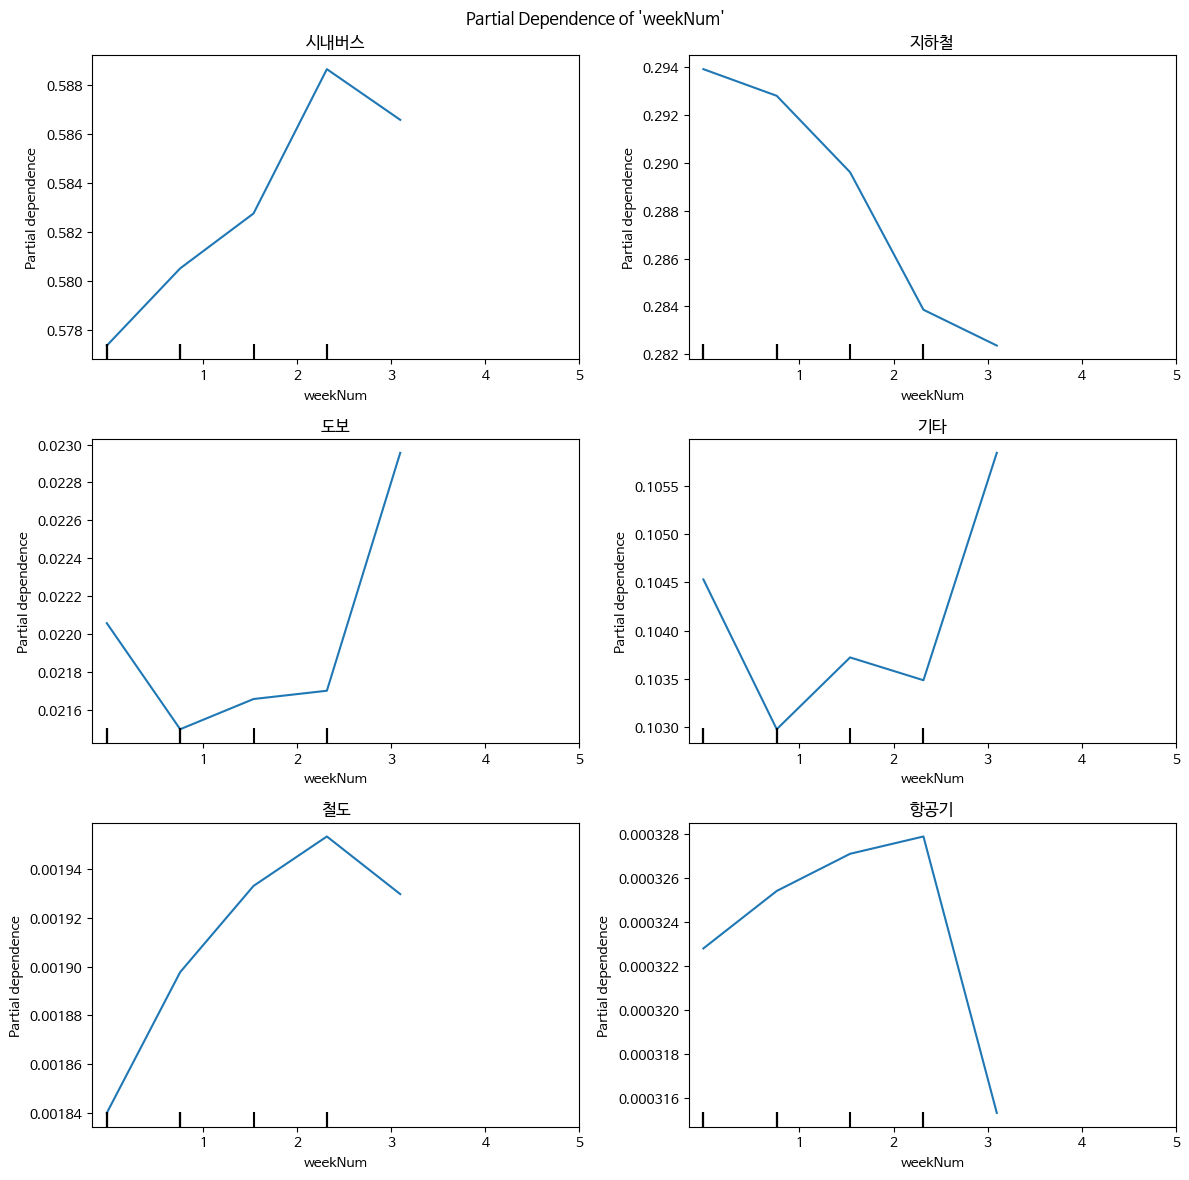 Partial Dependence of 'weekNum'
시내버스
0.588
0.586
0.584
0.582
0.580
0.578
Partial dependence
1 2 3 4 5
weekNum
지하철
0.294
0.292
0.290
0.288
0.286
0.284
0.282
Partial dependence
1 2 3 4 5
weekNum
도보
0.0230
0.0228
0.0226
0.0224
0.0222
0.0220
0.0218
0.0216
Partial dependence
1 2 3 4 5
weekNum
기타
0.1055
0.1050
0.1045
0.1040
0.1035
0.1030
Partial dependence
1 2 3 4 5
weekNum
철도
0.00194
0.00192
0.00190
0.00188
0.00186
0.00184
Partial dependence
1 2 3 4 5
weekNum
항공기
0.000328
0.000326
0.000324
0.000322
0.000320
0.000318
0.000316
Partial dependence
1 2 3 4 5
weekNum